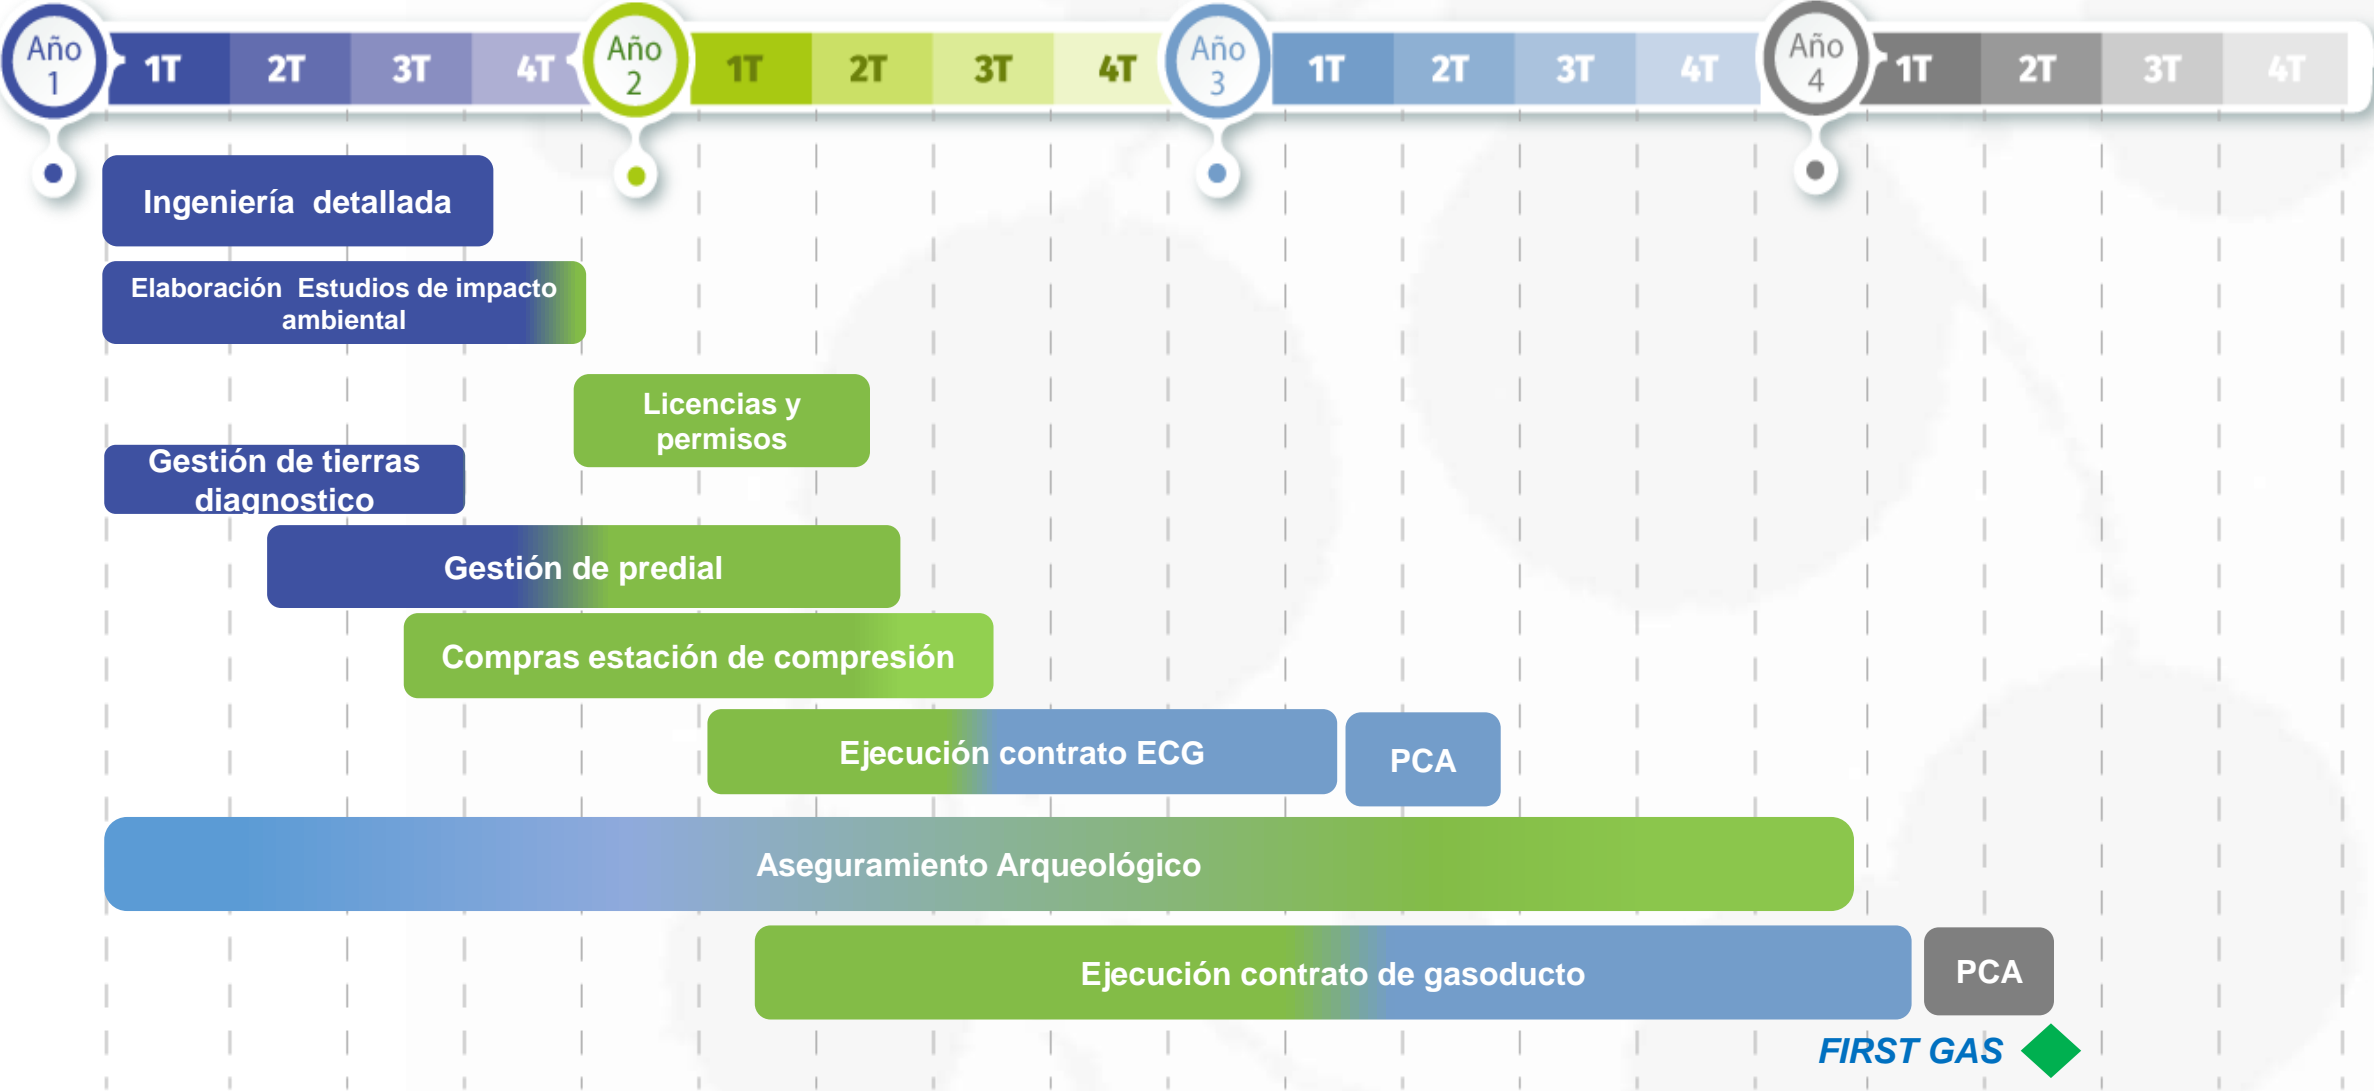 Año
1
1T
2T
3T
4T
Año
2
1T
2T
3T
4T
Año
3
1T
2T
3T
4T
Año
4
1T
2T
3T
4T
Ingeniería detallada
Elaboración Estudios de impacto
ambiental
Licencias y
permisos
Gestión de tierras
diagnostico
Gestión de predial
Compras estación de compresión
Ejecución contrato ECG
PCA
Aseguramiento Arqueológico
Ejecución contrato de gasoducto
PCA
FIRST GAS